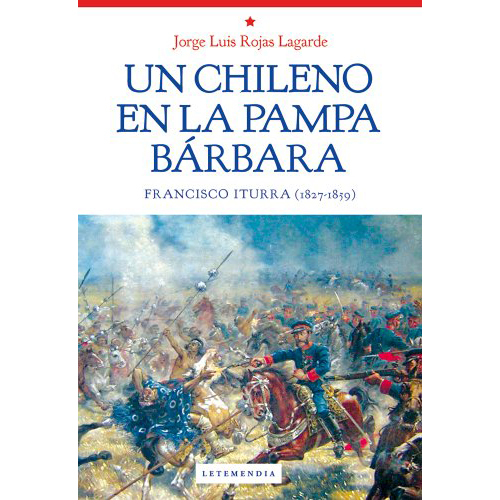 Jorge Luis Rojas Lagarde
UN CHILENO
EN LA PAMPA
BÁRBARA
FRANCISCO ITURRA (1827-1859)
LETEMENDIA